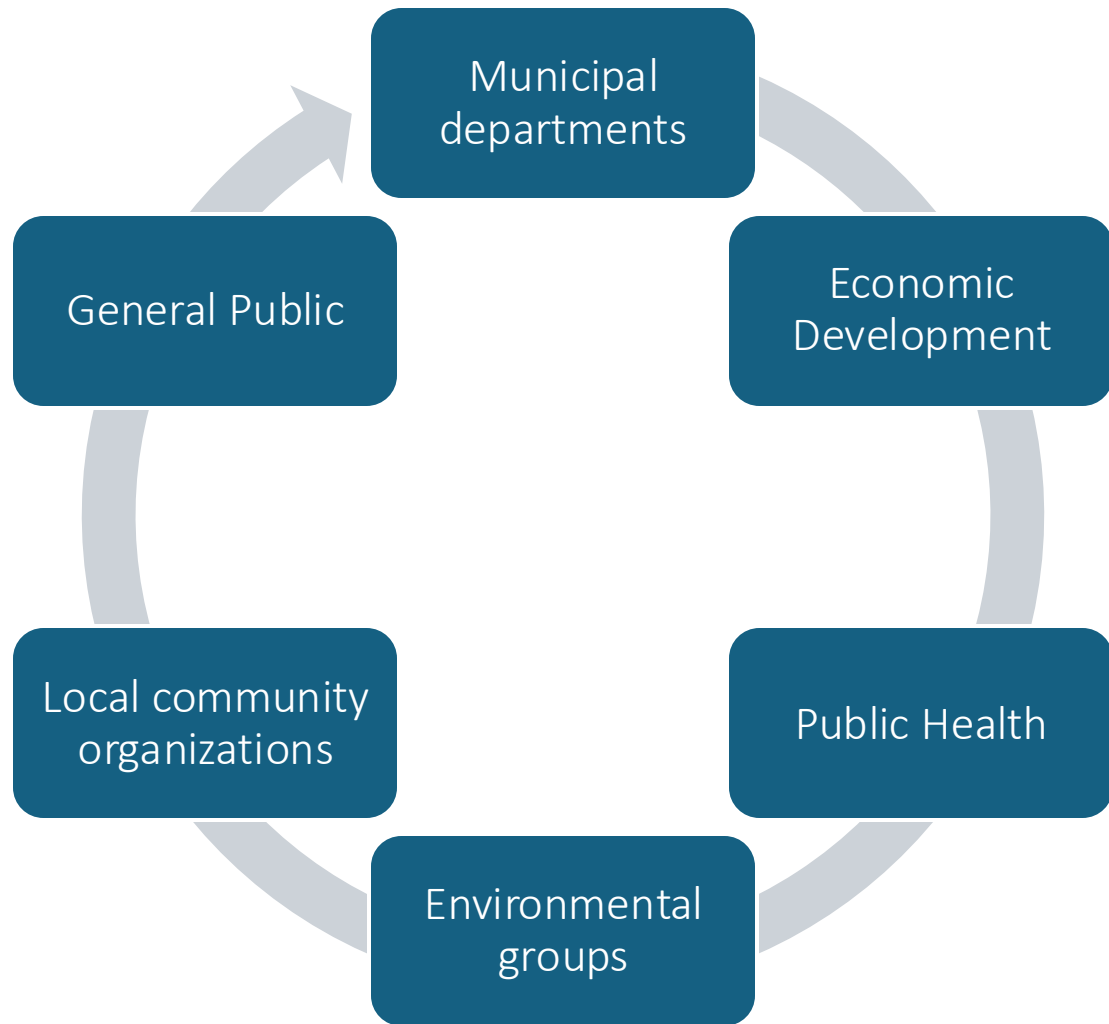 Municipal
departments
Economic
Development
Public Health
Environmental
groups
Local community
organizations
General Public